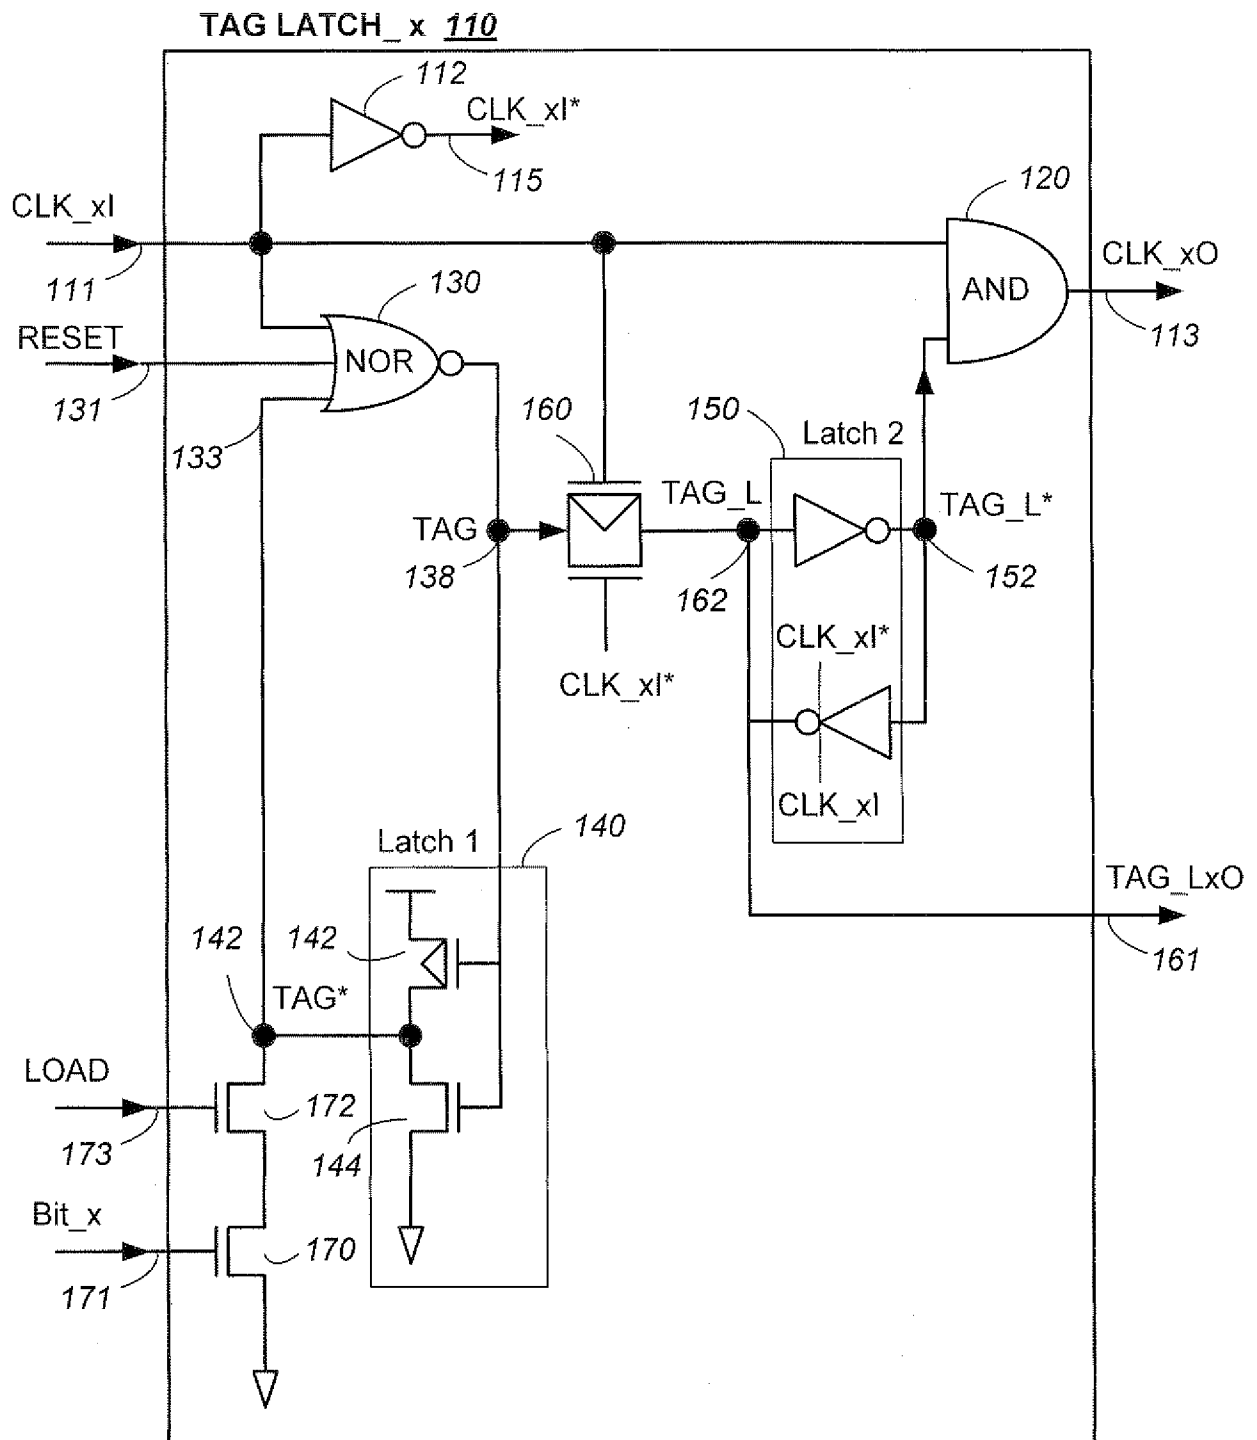 TAG LATCH_ x 110
112
CLK_xI*
115
120
CLK_xI
111
CLK_xO
AND
113
130
RESET
NOR
131
133
160
150
Latch 2
TAG_L
TAG_L*
TAG
138
162
152
CLK_xI*
CLK_xI*
CLK_xI
Latch 1
140
TAG_LxO
161
142
142
TAG*
LOAD
172
173
144
Bit_x
170
171